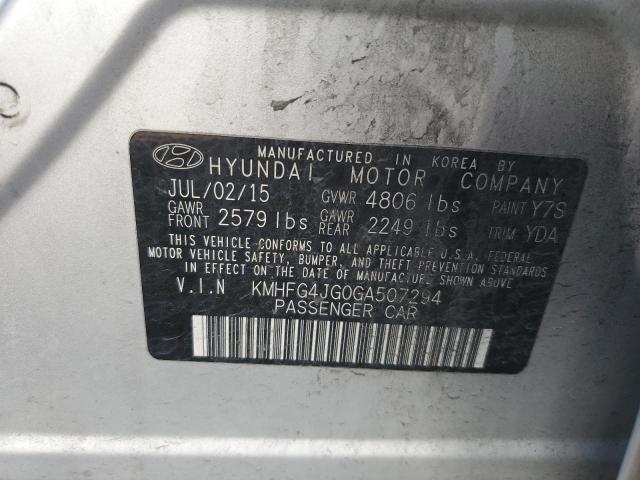 MANUFACTURED IN KOREA BY
HYUNDAI MOTOR COMPANY
JUL/02/15 GVWR 4806 lbs PAINT Y7S
GAWR FRONT 2579 lbs GAWR REAR 2249 lbs TRIM YDA
THIS VEHICLE CONFORMS TO ALL APPLICABLE U.S.A. FEDERAL
MOTOR VEHICLE SAFETY, BUMPER, AND THEFT PREVENTION STANDARDS
IN EFFECT ON THE DATE OF MANUFACTURE SHOWN ABOVE
V.I.N KMHFG4JG0GA507294
PASSENGER CAR